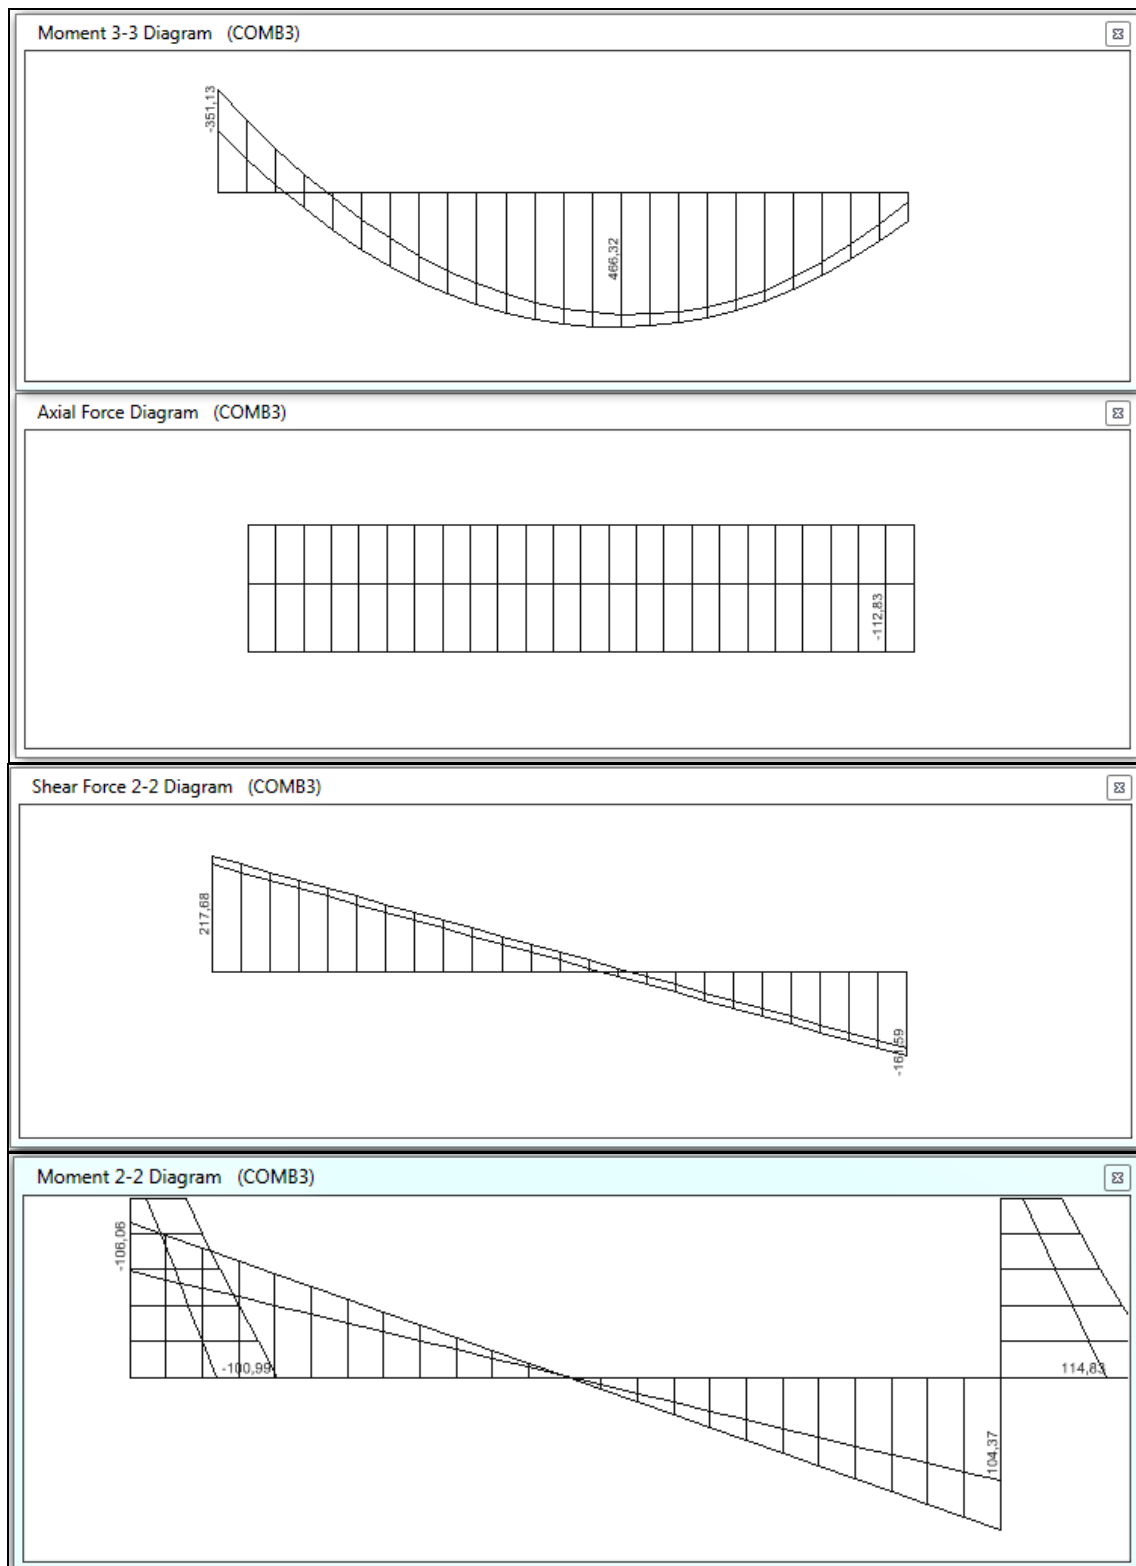 Moment 3-3 Diagram (COMB3)
-351,13
466,32
Axial Force Diagram (COMB3)
-112,83
Shear Force 2-2 Diagram (COMB3)
217,68
Moment 2-2 Diagram (COMB3)
-106,06
-100,99
114,83
104,37